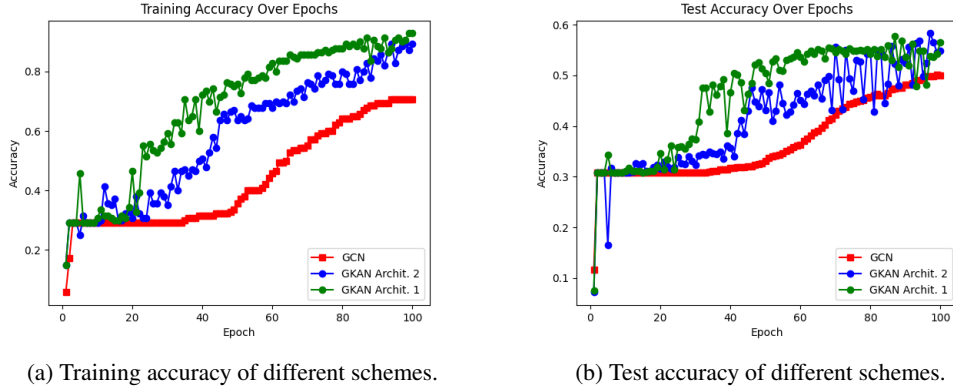 Training Accuracy Over Epochs
Accuracy
0.8
0.6
0.4
0.2
0
20
40
60
80
100
Epoch
GCN
GKAN Archit. 2
GKAN Archit. 1
(a) Training accuracy of different schemes.
Test Accuracy Over Epochs
Accuracy
0.6
0.5
0.4
0.3
0.2
0.1
0
20
40
60
80
100
Epoch
GCN
GKAN Archit. 2
GKAN Archit. 1
(b) Test accuracy of different schemes.